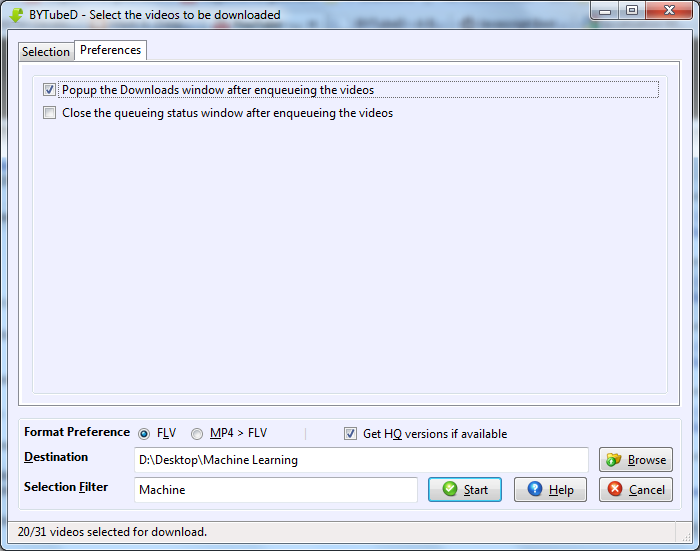 BYTubeD - Select the videos to be downloaded
Selection Preferences
Popup the Downloads window after enqueueing the videos
Close the queueing status window after enqueueing the videos
Format Preference FLV MP4 > FLV Get HQ versions if available
Destination D:\Desktop\Machine Learning Browse
Selection Filter Machine Start Help Cancel
20/31 videos selected for download.